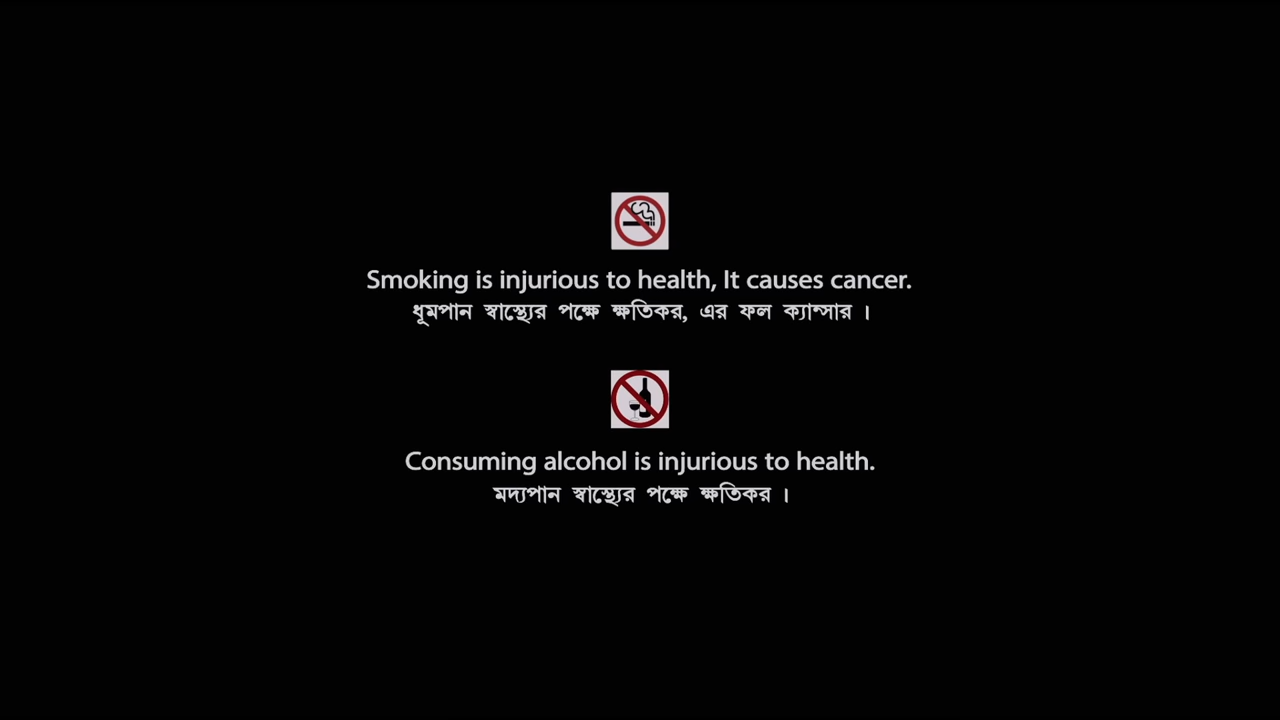 Smoking is injurious to health, It causes cancer.
ধূমপান স্বাস্থ্যের পক্ষে ক্ষতিকর, এর ফল ক্যান্সার ।
Consuming alcohol is injurious to health.
মদ্যপান স্বাস্থ্যের পক্ষে ক্ষতিকর ।